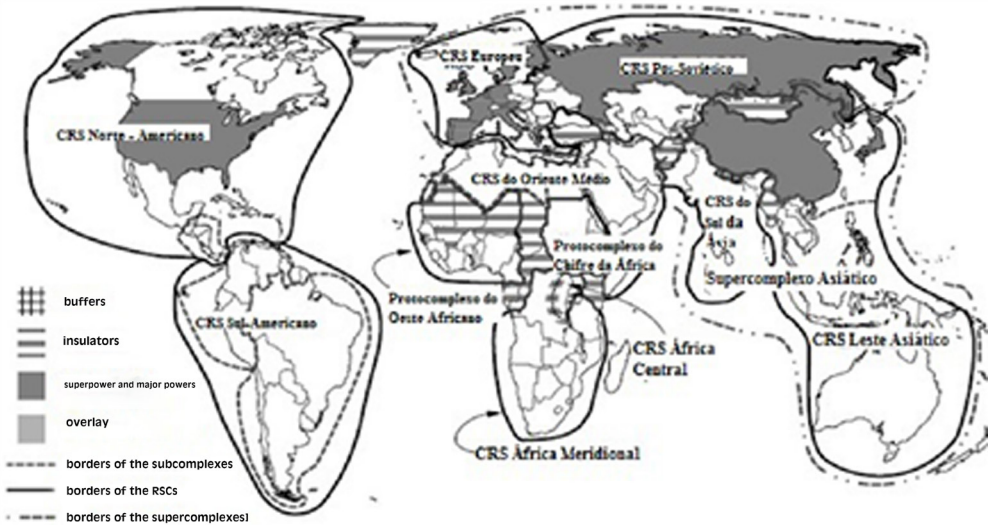 CRS Europeu
CRS Pós-Soviético
CRS Norte - Americano
CRS do Oriente Médio
CRS do
Sul da
Ásia
Protocomplexo do
Chifre da África
Supercomplexo Asiático
Protocomplexo do
Oeste Africano
CRS Sul-Americano
CRS Leste Asiático
CRS África
Central
CRS África Meridional
buffers
insulators
superpower and major powers
overlay
borders of the subcomplexes
borders of the RSCs
borders of the supercomplexes]